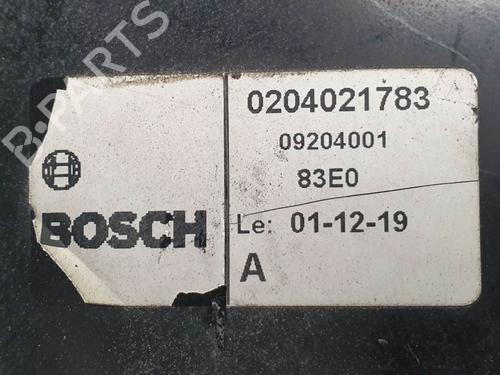 B-PARTS
BOSCH
0204021783
09204001
83E0
Le: 01-12-19
A